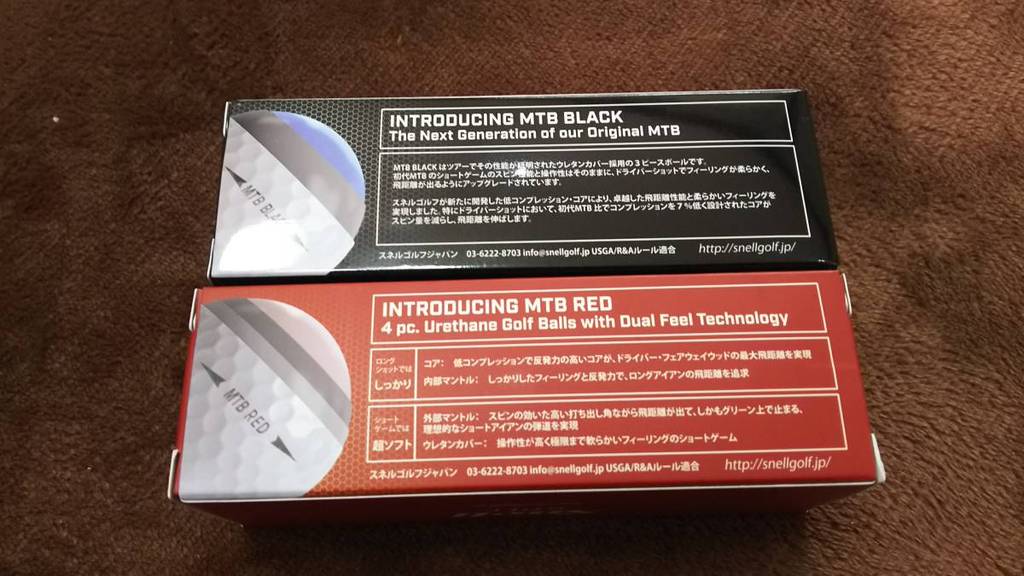 INTRODUCING MTB BLACK
The Next Generation of our Original MTB
MTB BLACK はツアーでその性能が証明されたウレタンカバー採用の3ピースボールです。
初代MTB のショートゲームのスピン性能と操作性はそのままに、ドライバーショットでフィーリングが柔らかく、
飛距離が出るようにアップグレードされています。
スネルゴルフが新たに開発した低コンプレッション・コアにより、卓越した飛距離性能と柔らかいフィーリングを
実現しました。特にドライバーショットにおいて、初代MTB 比でコンプレッションを7%低く設計されたコアが
スピン量を減らし、飛距離を伸ばします。
スネルゴルフジャパン 03-6222-8703 info@snellgolf.jp USGA/R&Aルール適合 http://snellgolf.jp/
MTB BLACK
INTRODUCING MTB RED
4 pc. Urethane Golf Balls with Dual Feel Technology
ロング
ショットでは
しっかり
コア： 低コンプレッションで反発力の高いコアが、ドライバー・フェアウェイウッドの最大飛距離を実現
内部マントル： しっかりしたフィーリングと反発力で、ロングアイアンの飛距離を追求
ショート
ゲームでは
超ソフト
外部マントル： スピンの効いた高い打ち出し角ながら飛距離が出て、しかもグリーン上で止まる、
理想的なショートアイアンの弾道を実現
ウレタンカバー： 操作性が高く極限まで軟らかいフィーリングのショートゲーム
スネルゴルフジャパン 03-6222-8703 info@snellgolf.jp USGA/R&Aルール適合 http://snellgolf.jp/
MTB RED